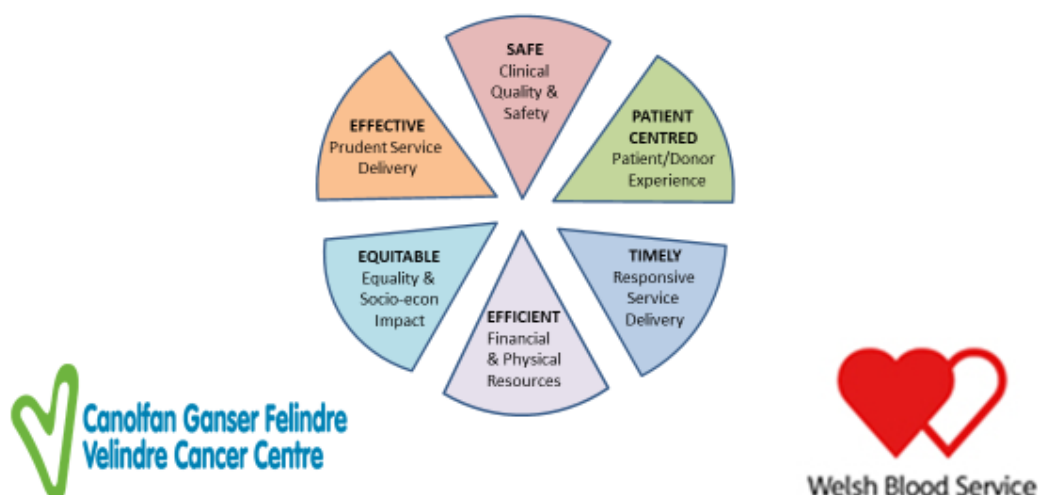 SAFE
Clinical
Quality &
Safety
PATIENT
CENTRED
Patient/Donor
Experience
TIMELY
Responsive
Service
Delivery
EFFICIENT
Financial
& Physical
Resources
EQUITABLE
Equality &
Socio-econ
Impact
EFFECTIVE
Prudent Service
Delivery
Canolfan Ganser Felindre
Velindre Cancer Centre
Welsh Blood Service